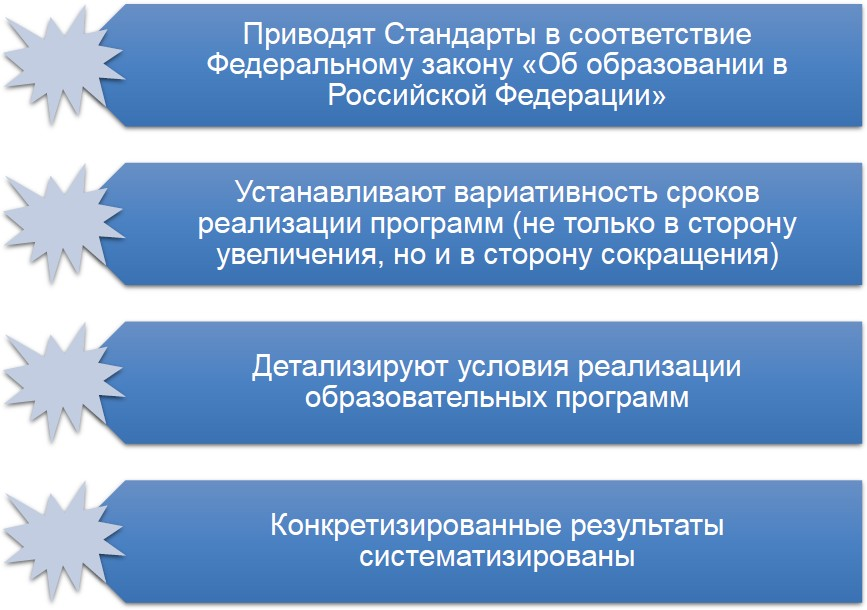 Приводят Стандарты в соответствие
Федеральному закону «Об образовании в
Российской Федерации»
Устанавливают вариативность сроков
реализации программ (не только в сторону
увеличения, но и в сторону сокращения)
Детализируют условия реализации
образовательных программ
Конкретизированные результаты
систематизированы